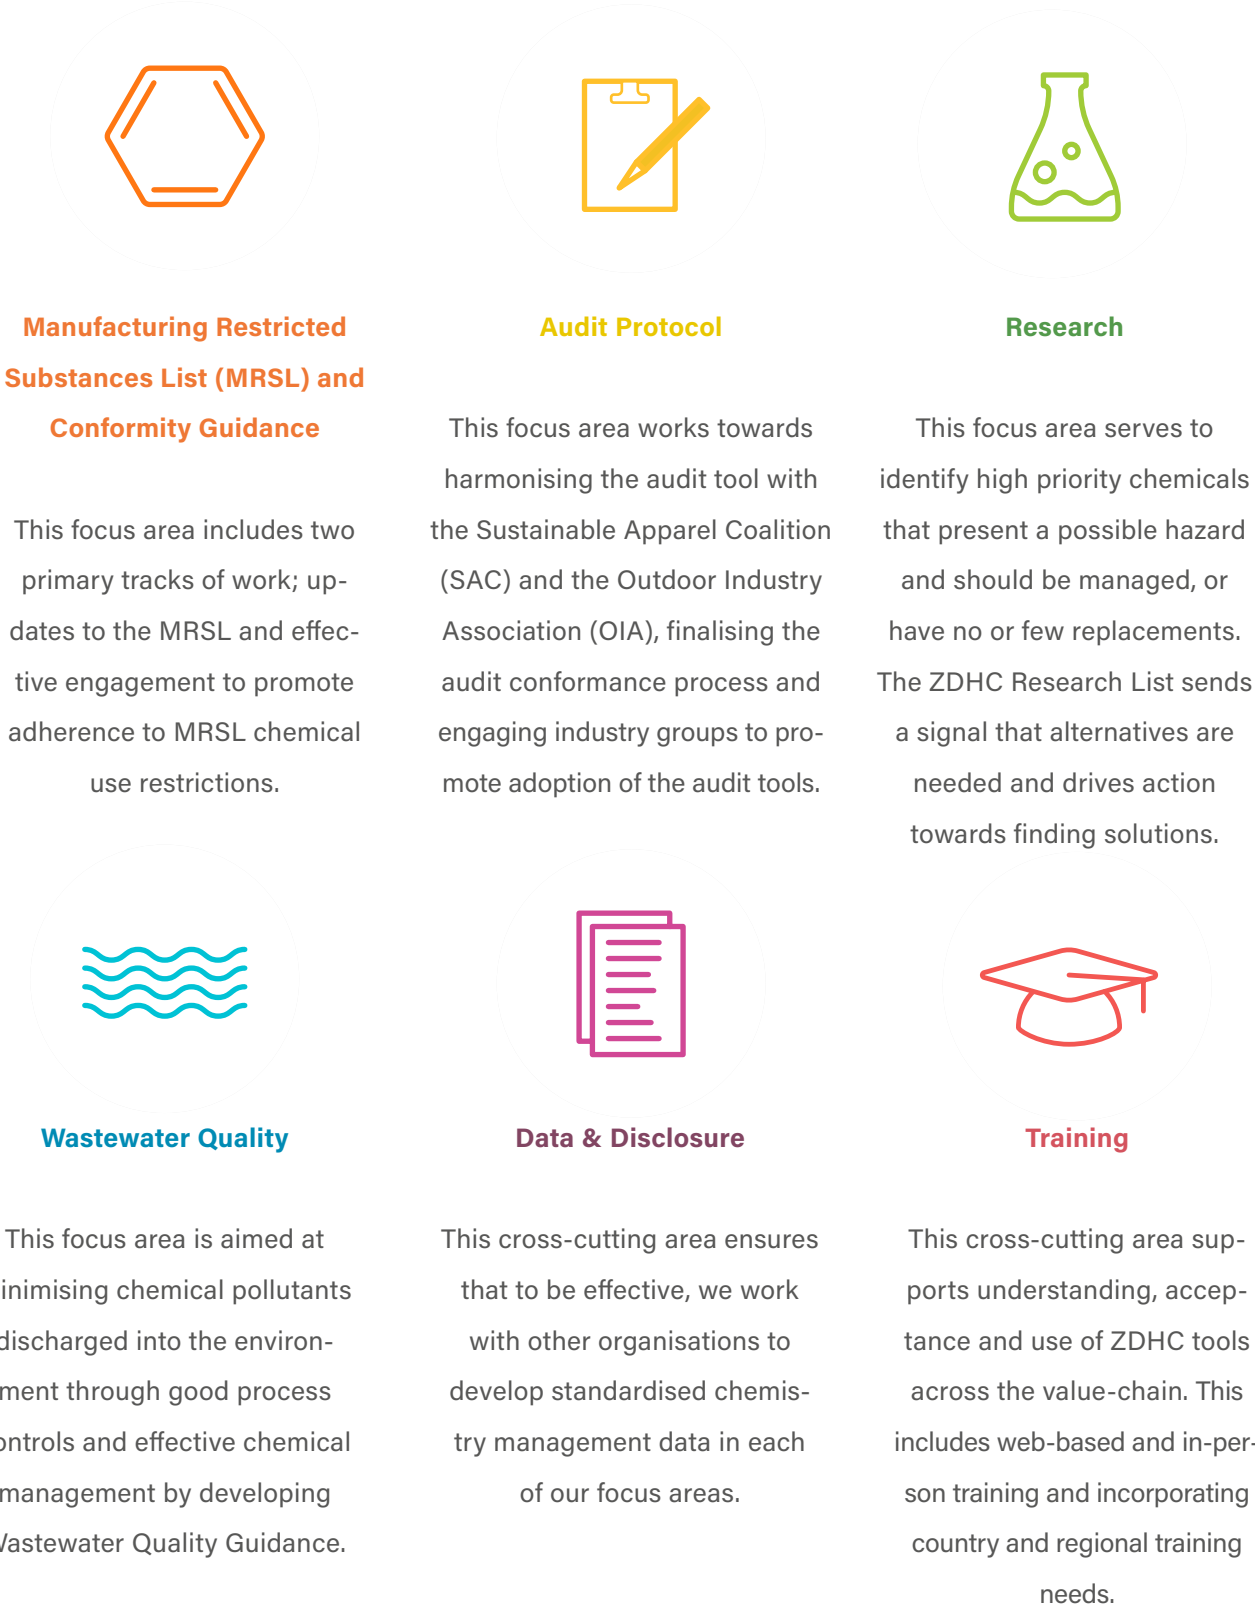 Manufacturing Restricted
Substances List (MRSL) and
Conformity Guidance
This focus area includes two
primary tracks of work; up-
dates to the MRSL and effec-
tive engagement to promote
adherence to MRSL chemical
use restrictions.
Audit Protocol
This focus area works towards
harmonising the audit tool with
the Sustainable Apparel Coalition
(SAC) and the Outdoor Industry
Association (OIA), finalising the
audit conformance process and
engaging industry groups to pro-
mote adoption of the audit tools.
Research
This focus area serves to
identify high priority chemicals
that present a possible hazard
and should be managed, or
have no or few replacements.
The ZDHC Research List sends
a signal that alternatives are
needed and drives action
towards finding solutions.
Wastewater Quality
This focus area is aimed at
inimising chemical pollutants
discharged into the environ-
ment through good process
ontrols and effective chemical
management by developing
Wastewater Quality Guidance.
Data & Disclosure
This cross-cutting area ensures
that to be effective, we work
with other organisations to
develop standardised chemis-
try management data in each
of our focus areas.
Training
This cross-cutting area sup-
ports understanding, accep-
tance and use of ZDHC tools
across the value-chain. This
includes web-based and in-per-
son training and incorporating
country and regional training
needs.